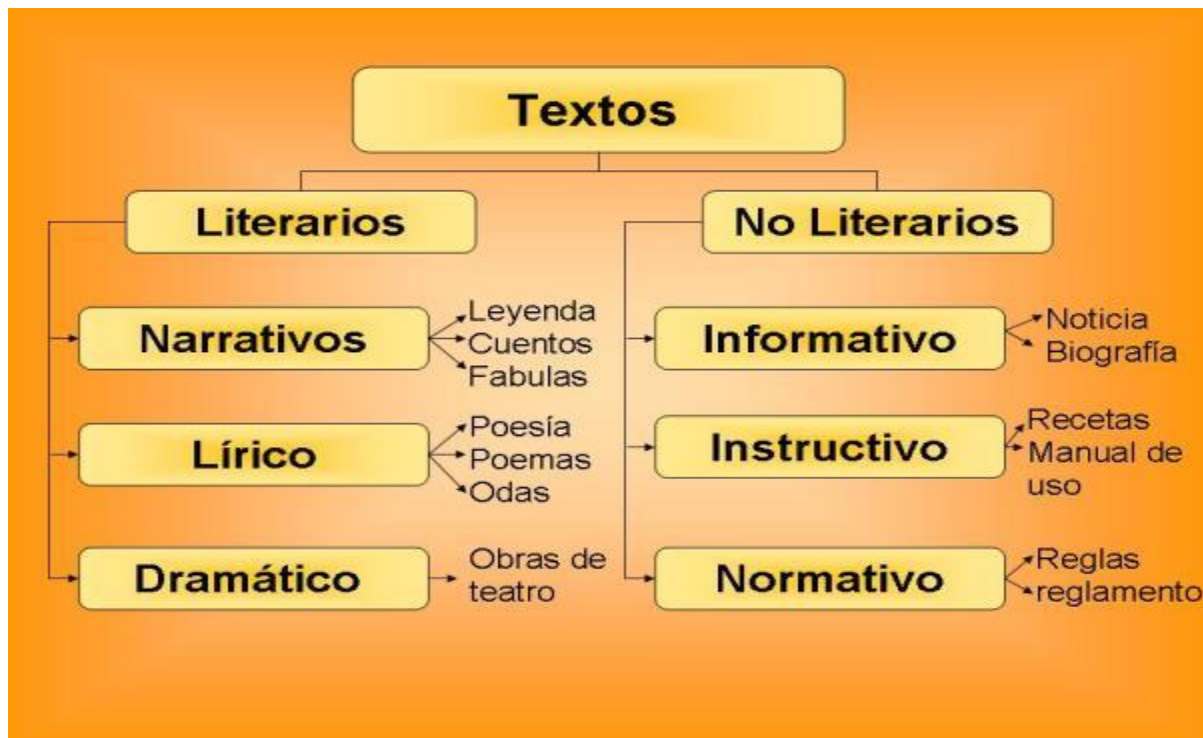 Textos
Literarios
Narrativos
Leyenda
Cuentos
Fabulas
Lírico
Poesía
Poemas
Odas
Dramático
Obras de
teatro
No Literarios
Informativo
Noticia
Biografía
Instructivo
Recetas
Manual de
uso
Normativo
Reglas
reglamento